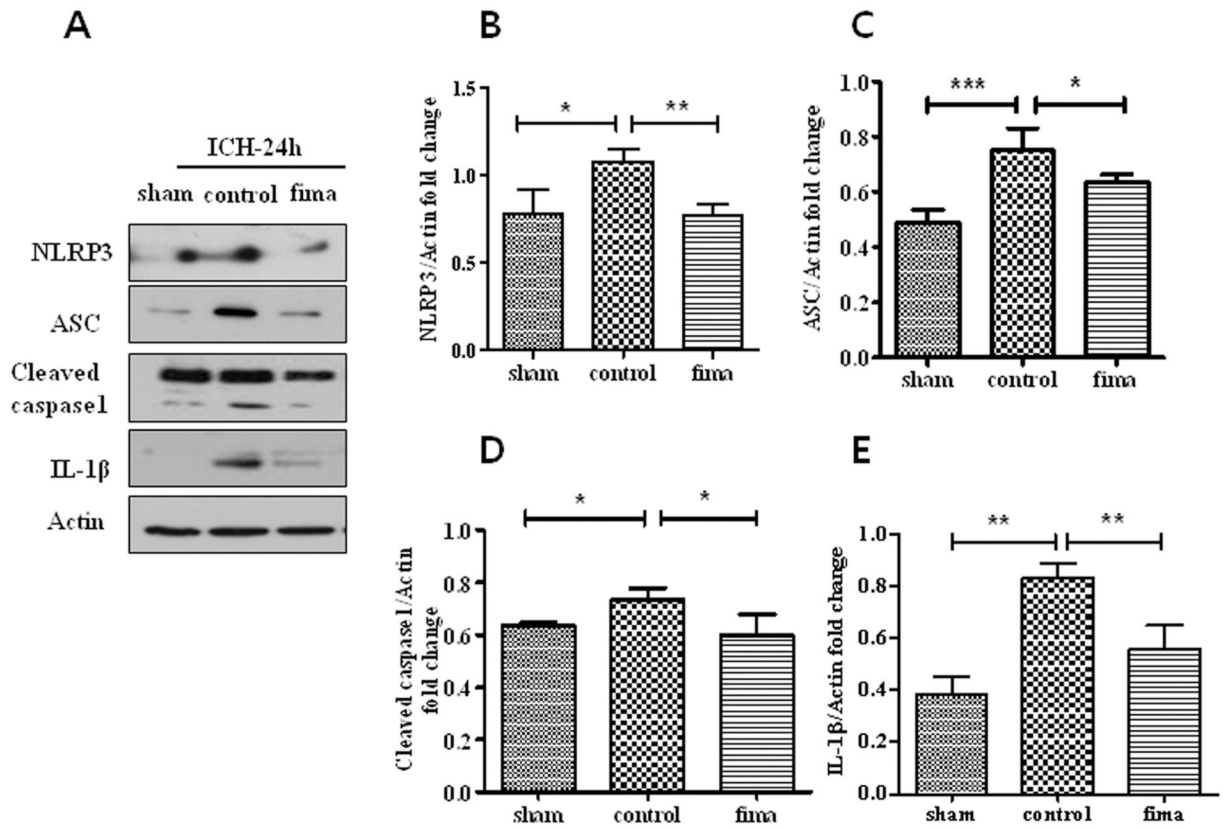 A
ICH-24h
sham control fima
NLRP3
ASC
Cleaved
caspase1
IL-1β
Actin
B
NLRP3/Actin fold change
1.5
1.0
0.5
0.0
* **
sham control fima
C
ASC/Actin fold change
1.0
0.8
0.6
0.4
0.2
0.0
*** *
sham control fima
D
Cleaved caspase1/Actin
fold change
1.0
0.8
0.6
0.4
0.2
0.0
* *
sham control fima
E
IL-1β/Actin fold change
1.0
0.8
0.6
0.4
0.2
0.0
** **
sham control fima